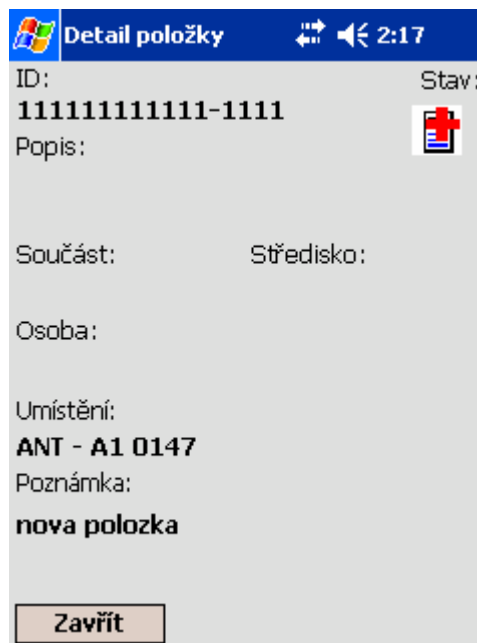 Detail položky 2:17
ID: Stav:
111111111111-1111
Popis:
Součást: Středisko:
Osoba:
Umístění:
ANT - A1 0147
Poznámka:
nova polozka
Zavřít